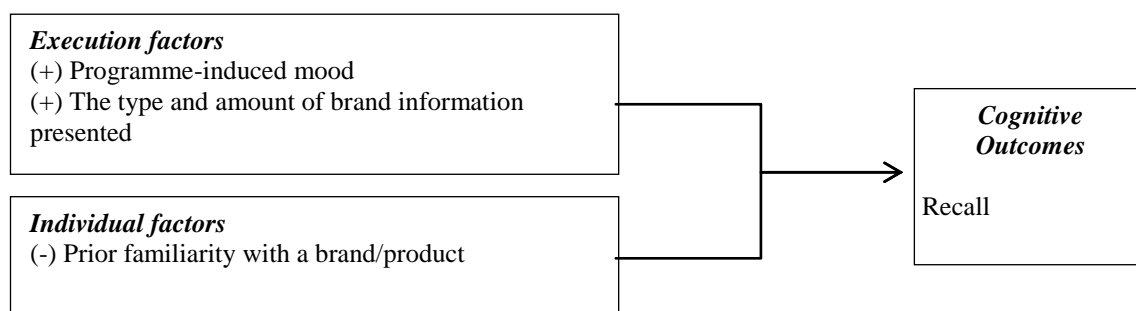 Execution factors
(+) Programme-induced mood
(+) The type and amount of brand information
presented
Individual factors
(-) Prior familiarity with a brand/product
Cognitive
Outcomes
Recall